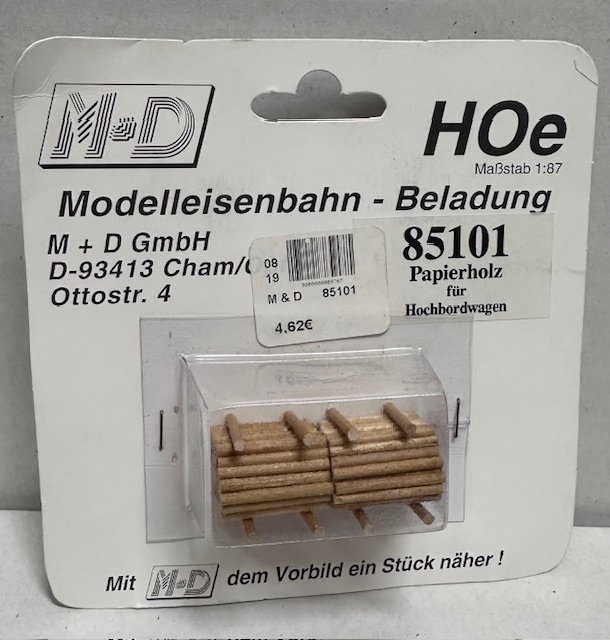 M+D
HOe
Maßstab 1:87
Modelleisenbahn - Beladung
M + D GmbH
D-93413 Cham/
Ottostr. 4
08
19
M & D 85101
4,62€
85101
Papierholz
für
Hochbordwagen
Mit M+D dem Vorbild ein Stück näher !